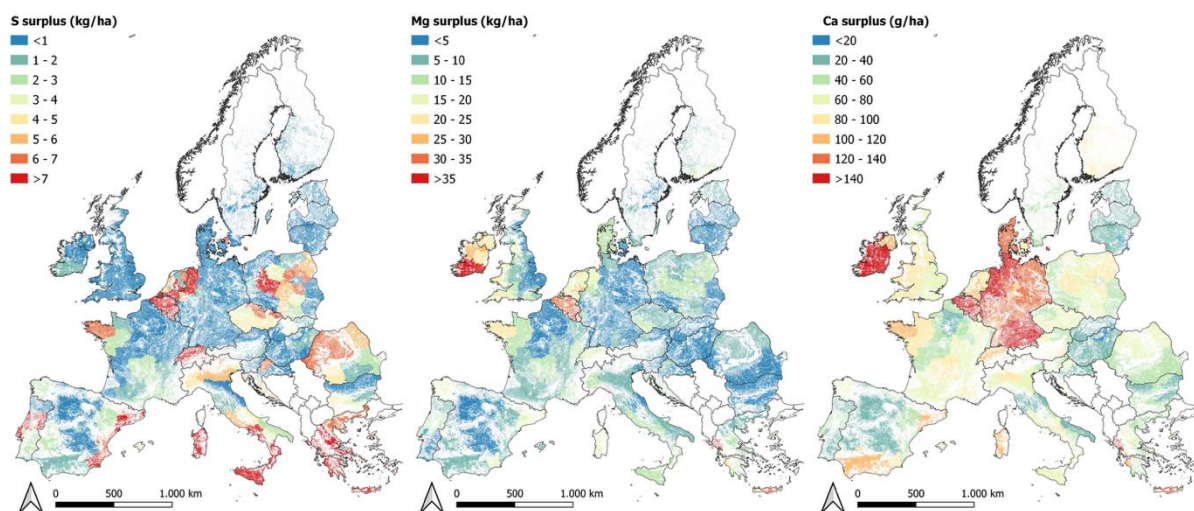 S surplus (kg/ha)
<1
1 - 2
2 - 3
3 - 4
4 - 5
5 - 6
6 - 7
>7
0 500 1.000 km
Mg surplus (kg/ha)
<5
5 - 10
10 - 15
15 - 20
20 - 25
25 - 30
30 - 35
>35
0 500 1.000 km
Ca surplus (g/ha)
<20
20 - 40
40 - 60
60 - 80
80 - 100
100 - 120
120 - 140
>140
0 500 1.000 km